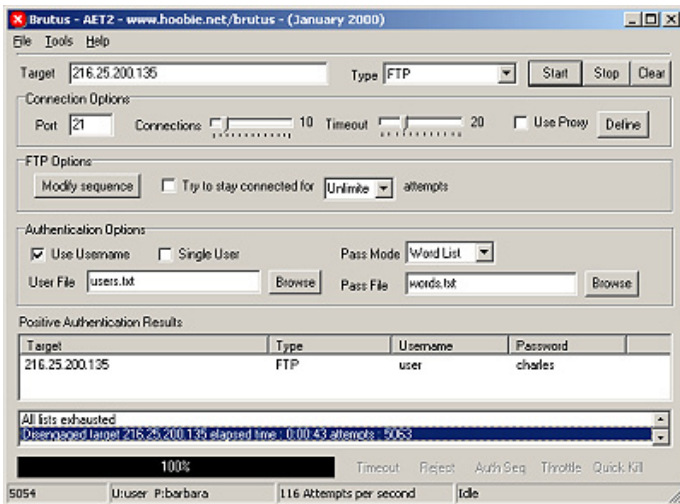 Brutus - AET2 - www.hoobie.net/brutus - (January 2000)
File Tools Help
Target 216.25.200.135 Type FTP Start Stop Clear
Connection Options
Port 21 Connections 10 Timeout 20 Use Proxy Define
FTP Options
Modify sequence Try to stay connected for Unlimite attempts
Authentication Options
Use Username Single User Pass Mode Word List
User File users.txt Browse Pass File words.txt Browse
Positive Authentication Results
Target Type Username Password
216.25.200.135 FTP user charles
All lists exhausted
Disengaged target 216.25.200.135 elapsed time : 0:00:43 attempts : 5063
100% Timeout Reject Auth Seq Throttle Quick Kill
5054 U:user P:barbara 116 Attempts per second Idle